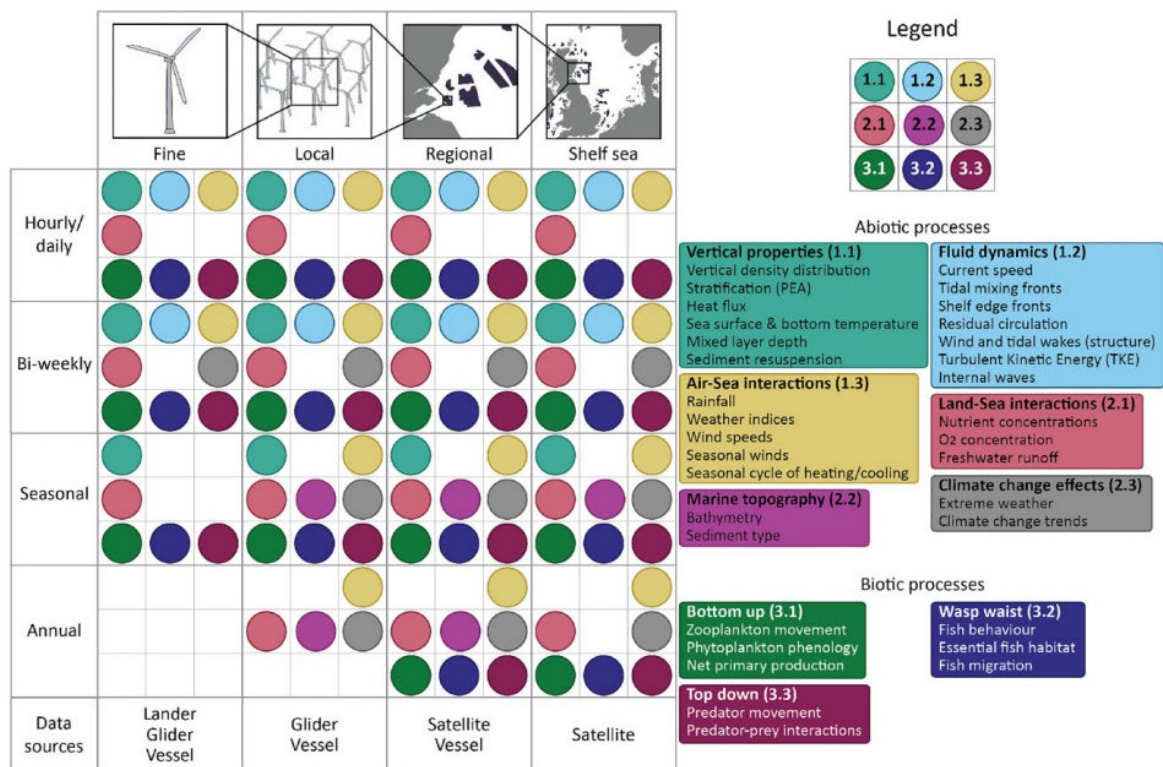 Legend
1.1 1.2 1.3
2.1 2.2 2.3
3.1 3.2 3.3
Fine Local Regional Shelf sea
Hourly/
daily
Bi-weekly
Seasonal
Annual
Data
sources
Lander
Glider
Vessel
Glider
Vessel
Satellite
Vessel
Satellite
Abiotic processes
Vertical properties (1.1)
Vertical density distribution
Stratification (PEA)
Heat flux
Sea surface & bottom temperature
Mixed layer depth
Sediment resuspension
Fluid dynamics (1.2)
Current speed
Tidal mixing fronts
Shelf edge fronts
Residual circulation
Wind and tidal wakes (structure)
Turbulent Kinetic Energy (TKE)
Internal waves
Air-Sea interactions (1.3)
Rainfall
Weather indices
Wind speeds
Seasonal winds
Seasonal cycle of heating/cooling
Land-Sea interactions (2.1)
Nutrient concentrations
O2 concentration
Freshwater runoff
Marine topography (2.2)
Bathymetry
Sediment type
Climate change effects (2.3)
Extreme weather
Climate change trends
Biotic processes
Bottom up (3.1)
Zooplankton movement
Phytoplankton phenology
Net primary production
Wasp waist (3.2)
Fish behaviour
Essential fish habitat
Fish migration
Top down (3.3)
Predator movement
Predator-prey interactions